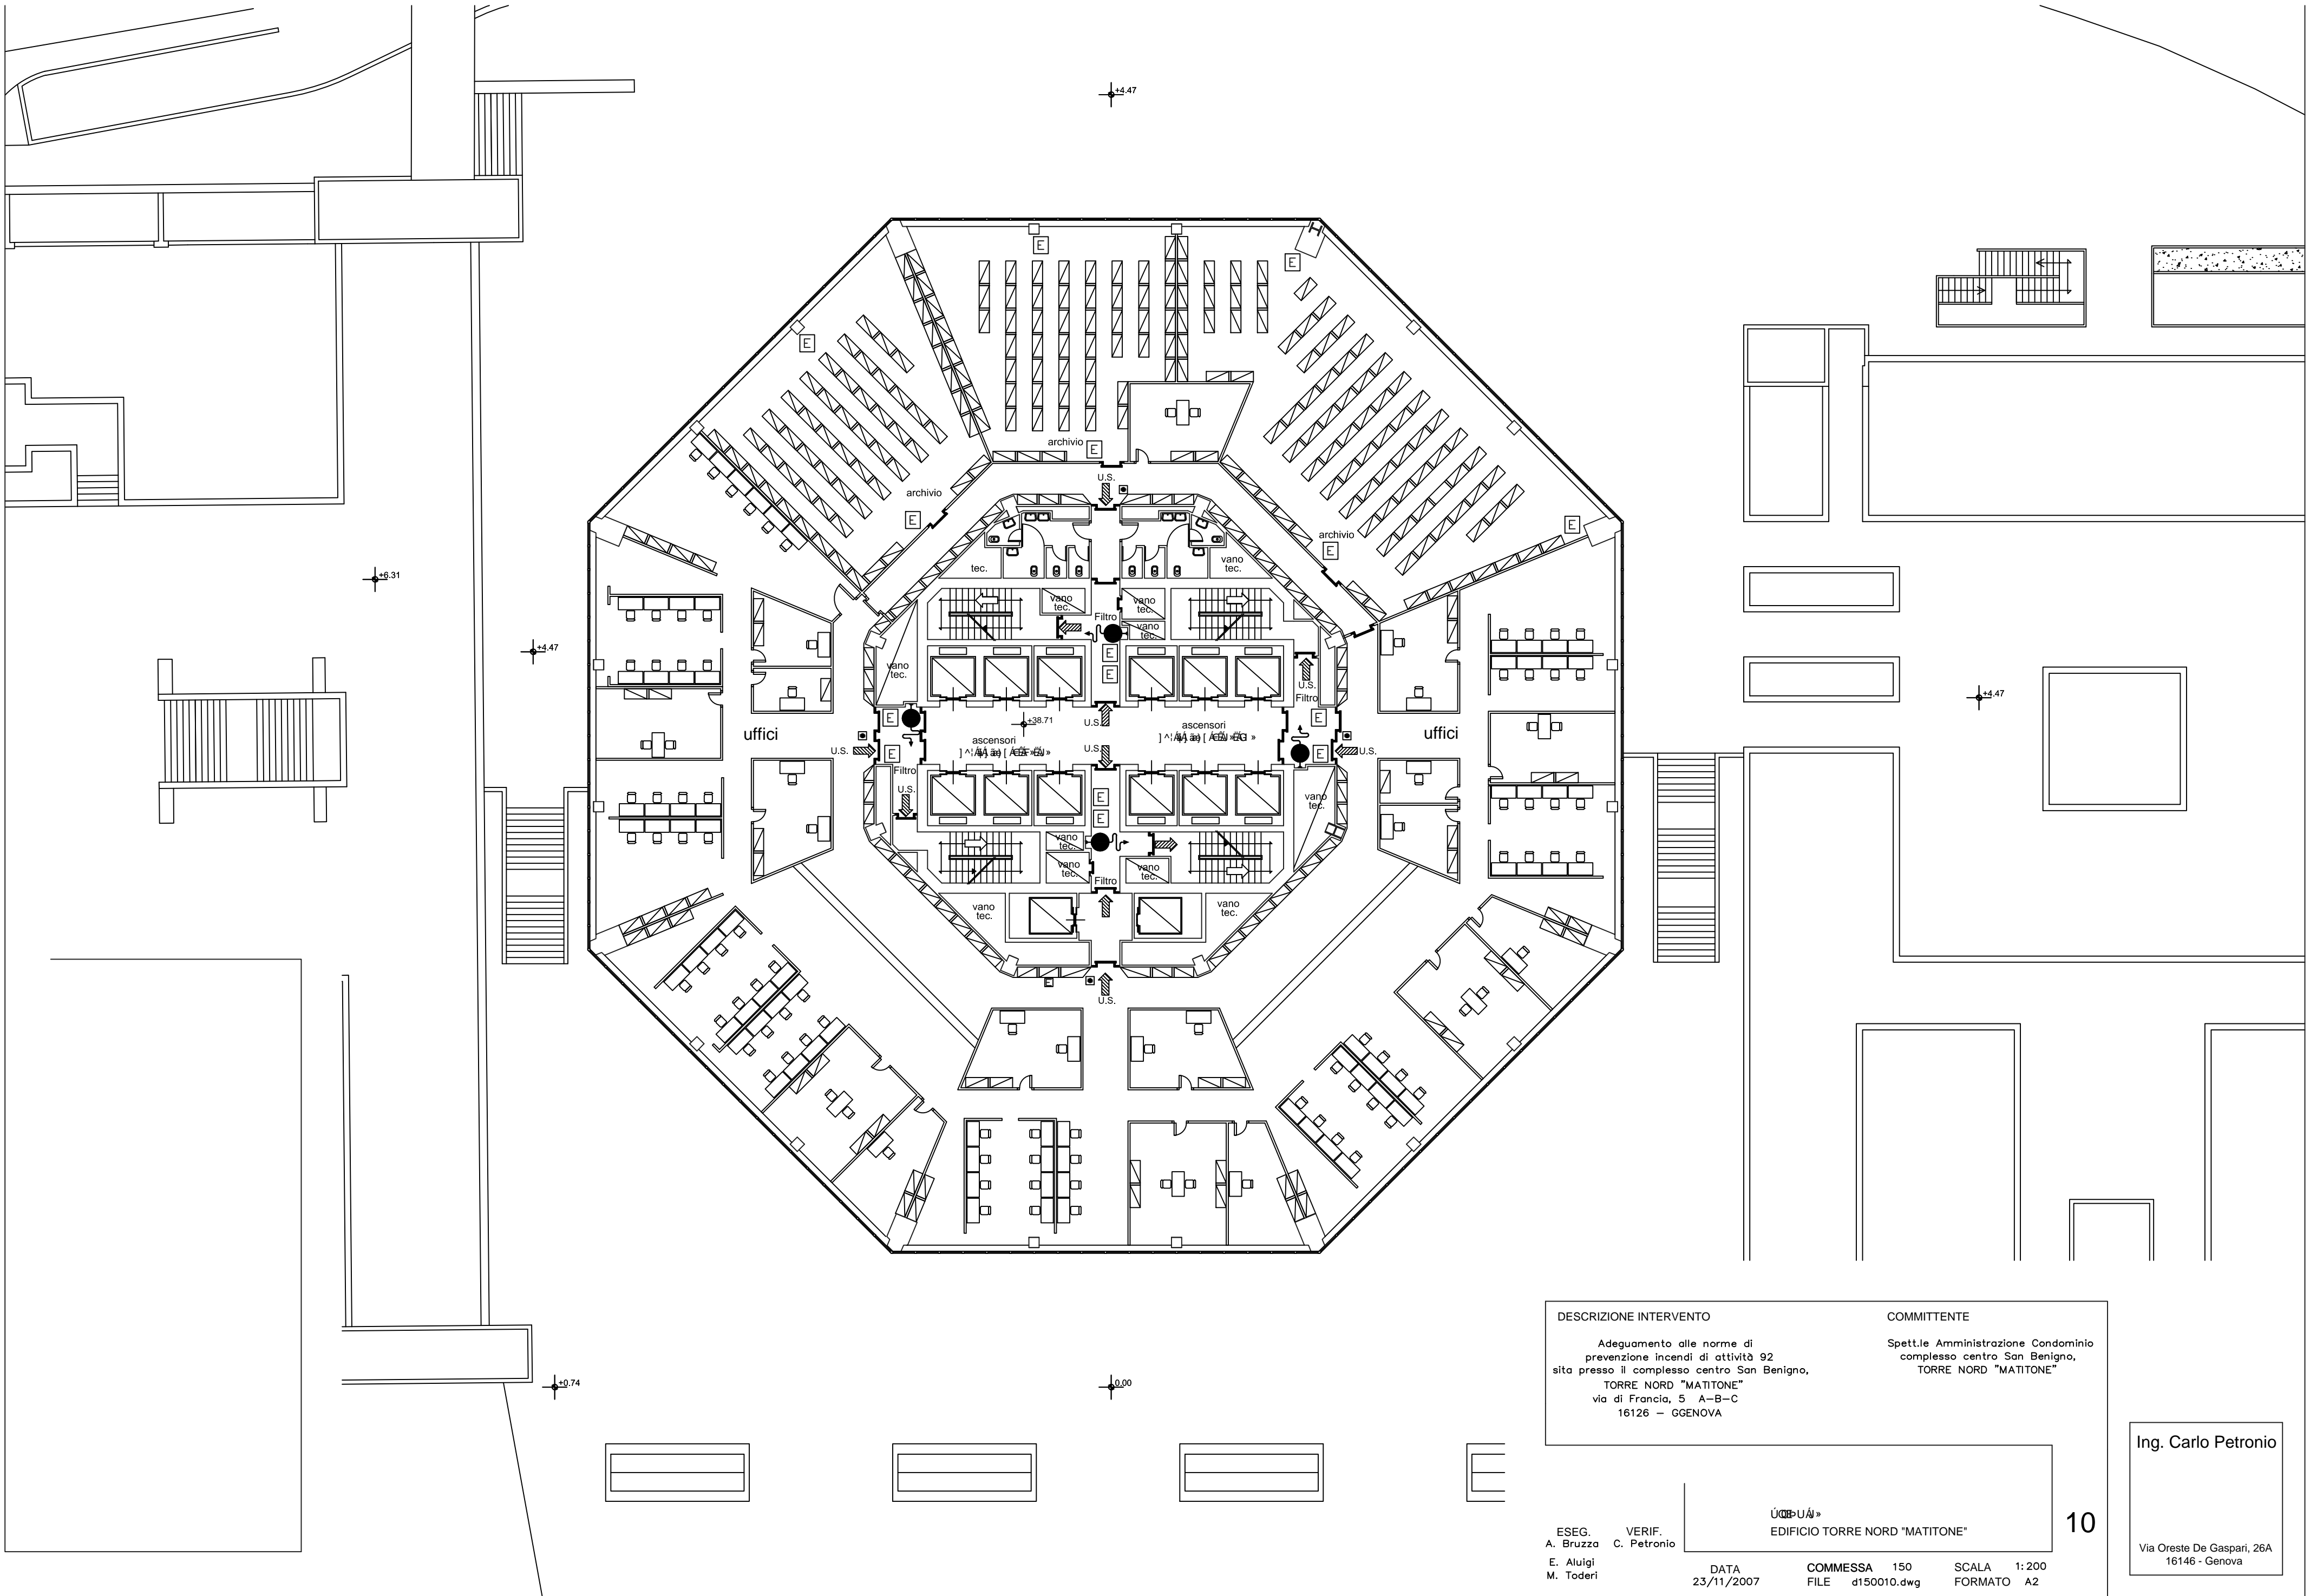 +4.47
E
E
E
archivio
E
U.S.
archivio
E
E
archivio
E
+6.31
tec.
vano
tec.
vano
tec.
vano
tec.
Filtro
vano
tec.
+4.47
E
E
vano
tec.
U.S.
Filtro
+4.47
E
E
+38.71
U.S.
ascensori
uffici
uffici
ascensori
U.S.
E
U.S.
E
U.S.
Filtro
U.S.
E
E
vano
tec.
vano
tec.
vano
tec.
vano
tec.
Filtro
vano
tec.
vano
tec.
E
U.S.
+0.74
0.00
DESCRIZIONE INTERVENTO
Adeguamento alle norme di
prevenzione incendi di attività 92
sita presso il complesso centro San Benigno,
TORRE NORD "MATITONE"
via di Francia, 5 A-B-C
16126 - GGENOVA
COMMITTENTE
Spett.le Amministrazione Condominio
complesso centro San Benigno,
TORRE NORD "MATITONE"
EDIFICIO TORRE NORD "MATITONE"
10
ESEG.
A. Bruzza
E. Aluigi
M. Toderi
VERIF.
C. Petronio
DATA
23/11/2007
COMMESSA 150
FILE d150010.dwg
SCALA 1:200
FORMATO A2
Ing. Carlo Petronio
Via Oreste De Gaspari, 26A
16146 - Genova